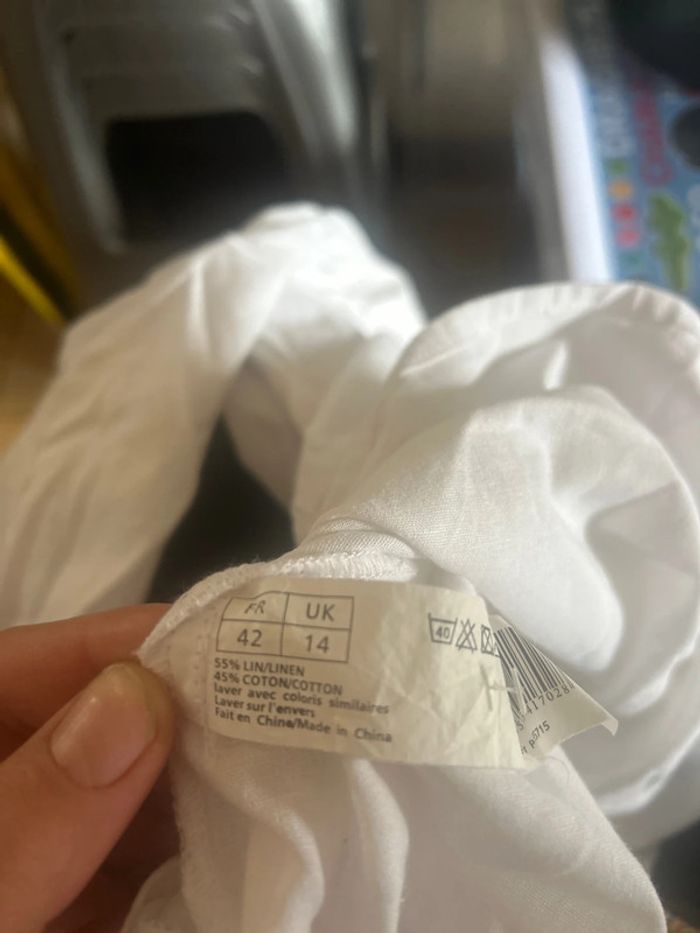 FR UK
42 14
55% LIN/LINEN
45% COTON/COTTON
laver avec coloris similaires
Laver sur l'envers
Fait en Chine/Made in China
40